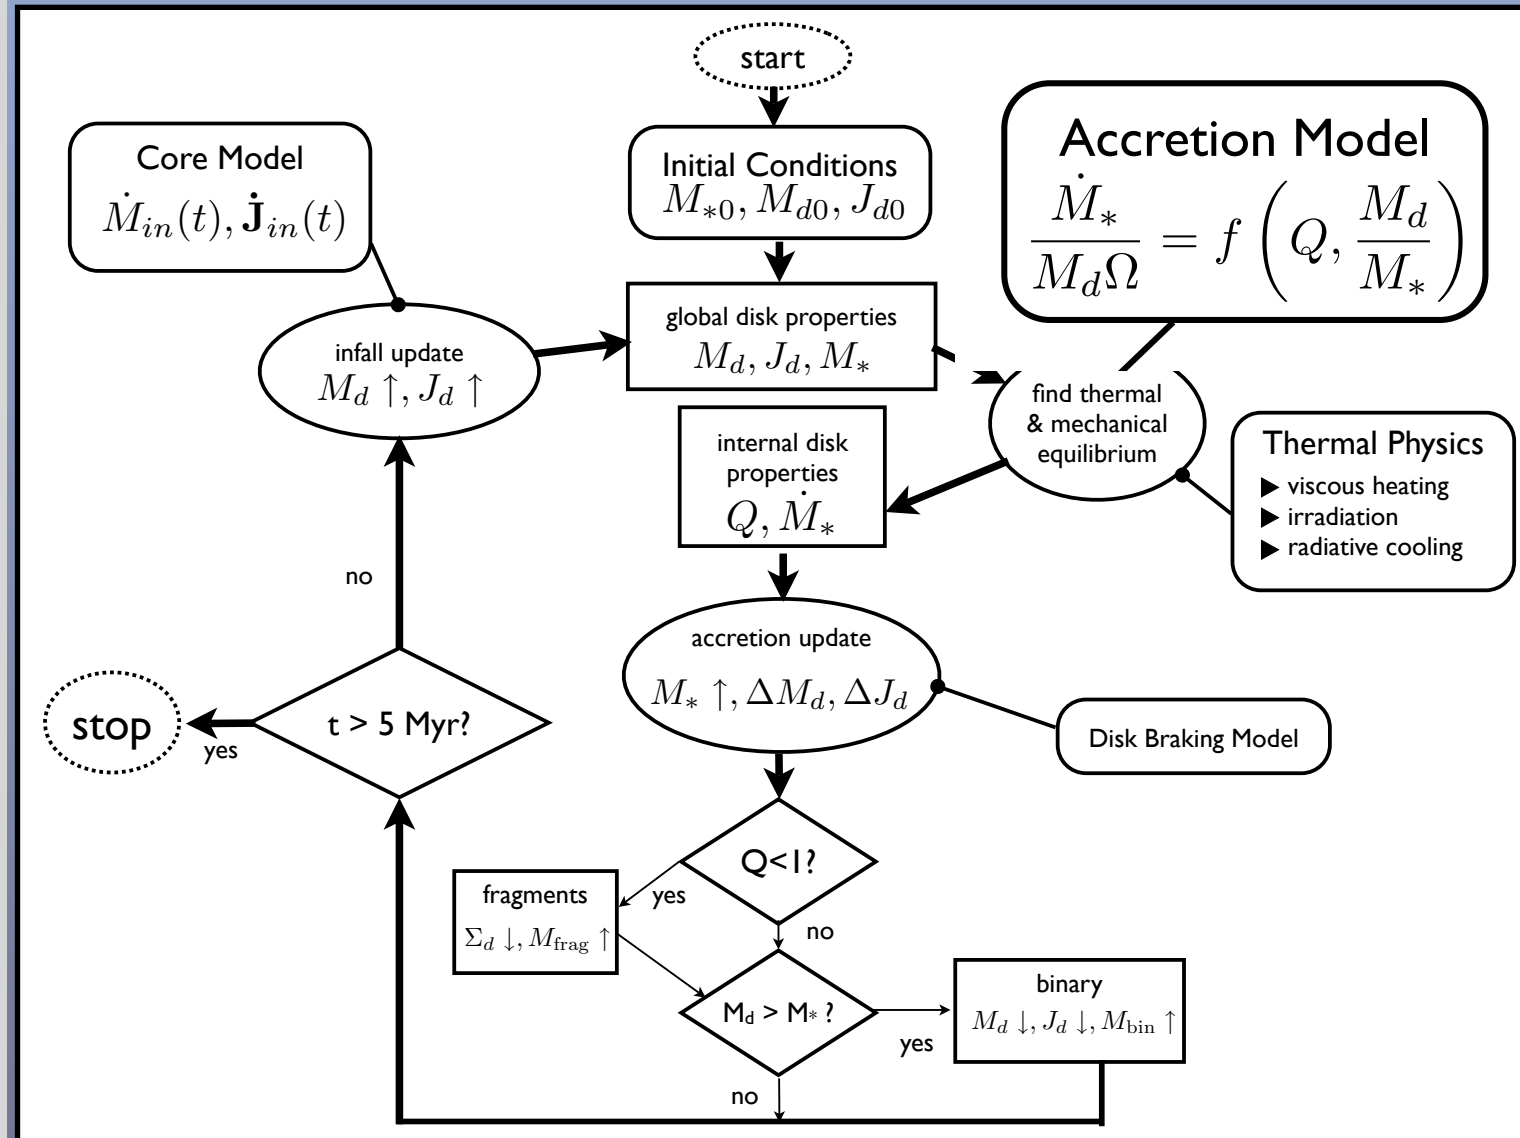 start
Core Model
Ṁ_in(t), J̇_in(t)
Initial Conditions
M_*0, M_d0, J_d0
Accretion Model
Ṁ_* / (M_d Ω) = f (Q, M_d / M_*)
infall update
M_d ↑, J_d ↑
global disk properties
M_d, J_d, M_*
find thermal
& mechanical
equilibrium
Thermal Physics
▶ viscous heating
▶ irradiation
▶ radiative cooling
internal disk
properties
Q, Ṁ_*
no
accretion update
M_* ↑, ΔM_d, ΔJ_d
Disk Braking Model
t > 5 Myr?
stop
yes
Q<1?
yes
no
fragments
Σ_d ↓, M_frag ↑
M_d > M_* ?
yes
no
binary
M_d ↓, J_d ↓, M_bin ↑